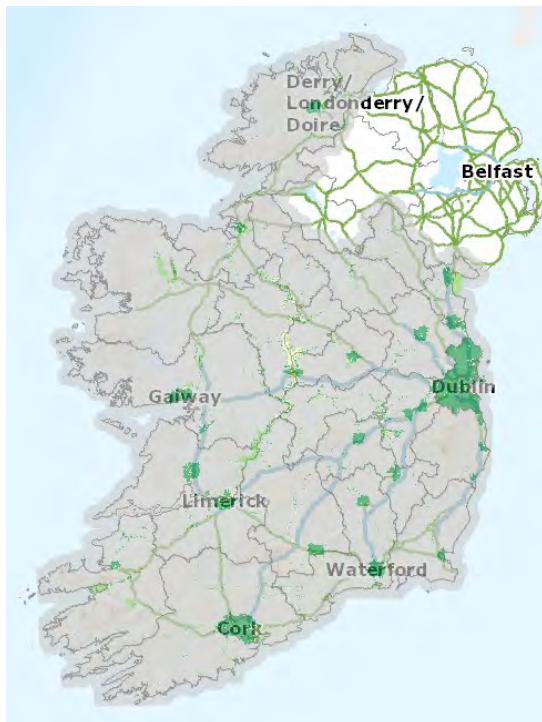 Derry/
Londonderry/
Doire
Belfast
Dublin
Galway
Limerick
Waterford
Cork